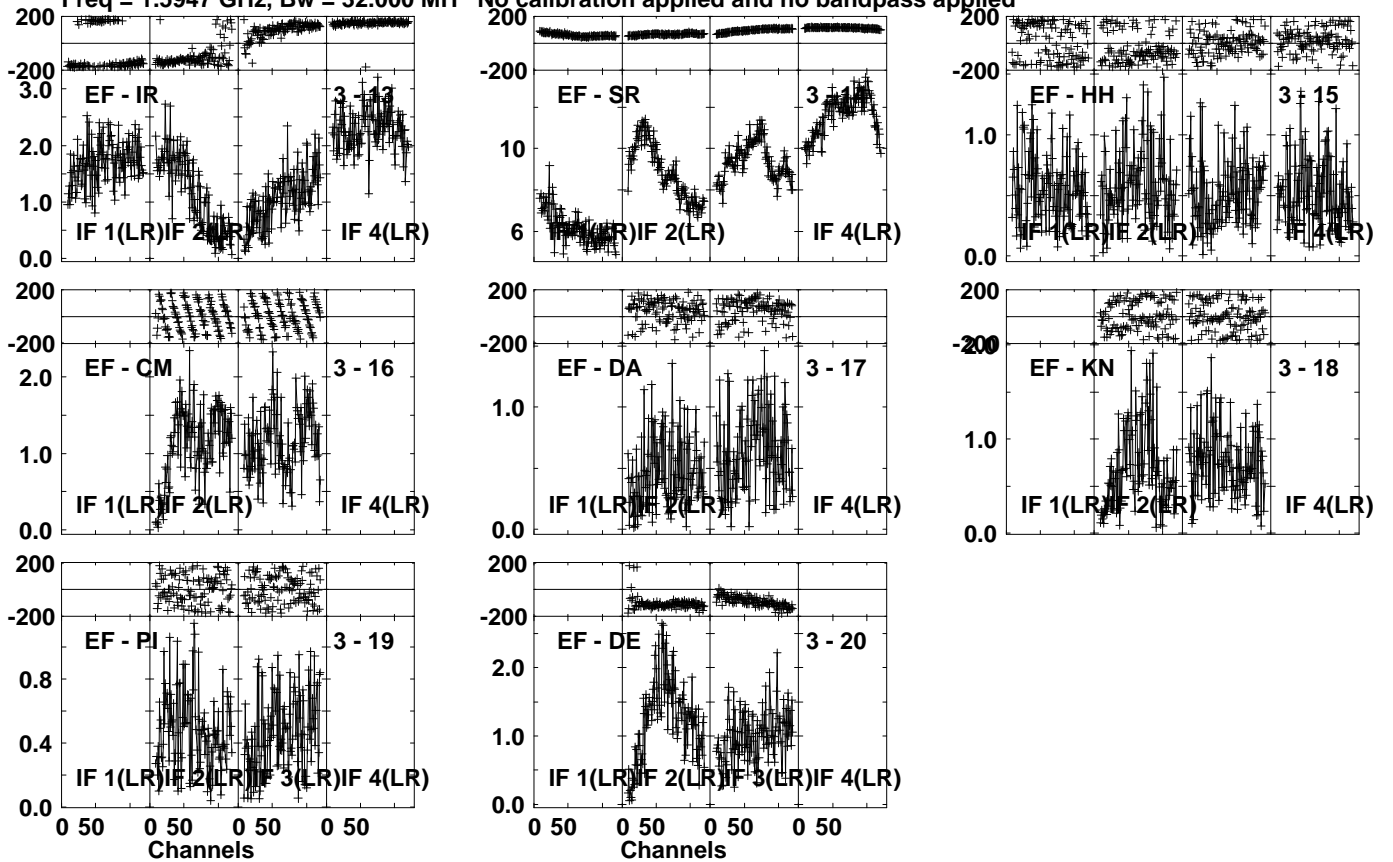 Freq = 1.5947 GHz, Bw = 32.000 MH No calibration applied and no bandpass applied
200 200 200
-200 -200 -200
3.0 EF - IR 3 - 13 EF - SR 3 - 14 EF - HH 3 - 15
2.0 10 1.0
1.0 6
IF 1(LR) IF 2(LR) IF 4(LR) IF 2(LR) IF 4(LR) IF 1(LR) IF 2(LR) IF 4(LR)
0.0 0.0
200 200 200
-200 -200 -200
2.0
EF - CM 3 - 16 EF - DA 3 - 17 EF - KN 3 - 18
2.0 1.0 1.0
1.0
IF 1(LR) IF 2(LR) IF 4(LR) IF 1(LR) IF 2(LR) IF 4(LR) IF 1(LR) IF 2(LR) IF 4(LR)
0.0 0.0 0.0
200 200
-200 -200
EF - PI 3 - 19 EF - DE 3 - 20
0.8 2.0
0.4 1.0
IF 1(LR) IF 2(LR) IF 3(LR) IF 4(LR) IF 1(LR) IF 2(LR) IF 3(LR) IF 4(LR)
0.0 0.0
0 50 0 50 0 50 0 50 0 50 0 50 0 50 0 50
Channels Channels